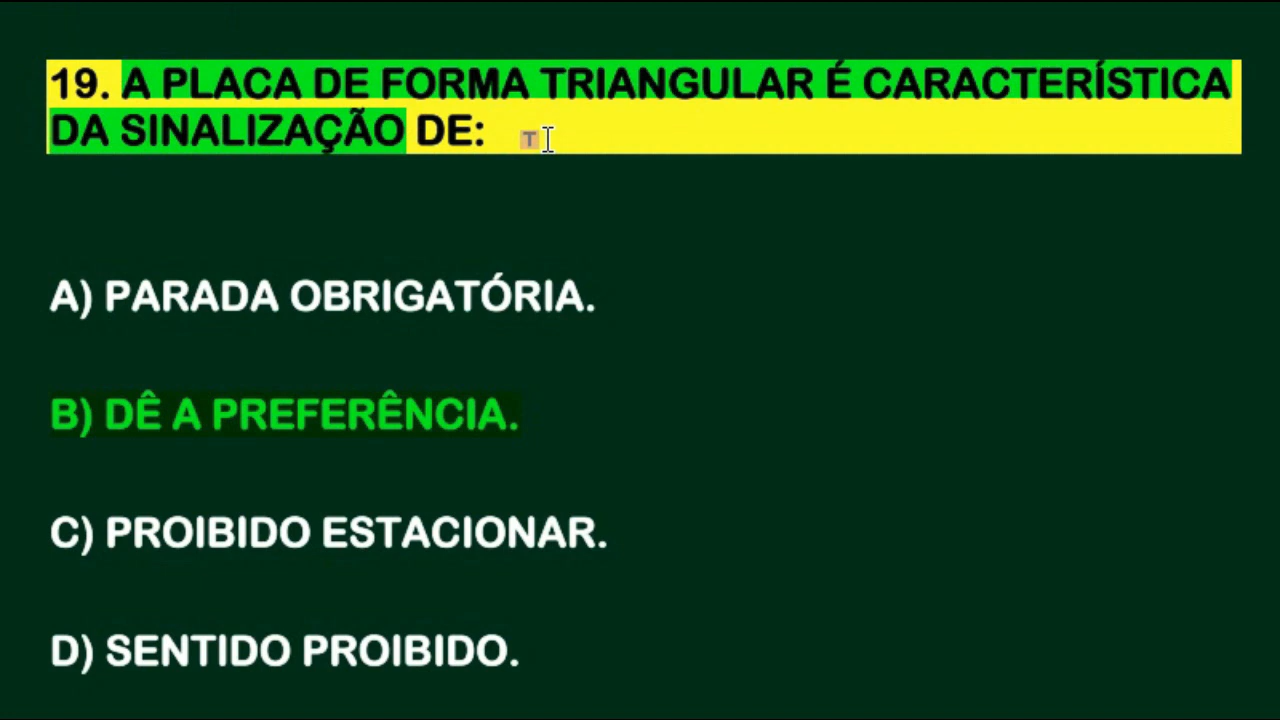 19. A PLACA DE FORMA TRIANGULAR É CARACTERÍSTICA
DA SINALIZAÇÃO DE: T
A) PARADA OBRIGATÓRIA.
B) DÊ A PREFERÊNCIA.
C) PROIBIDO ESTACIONAR.
D) SENTIDO PROIBIDO.